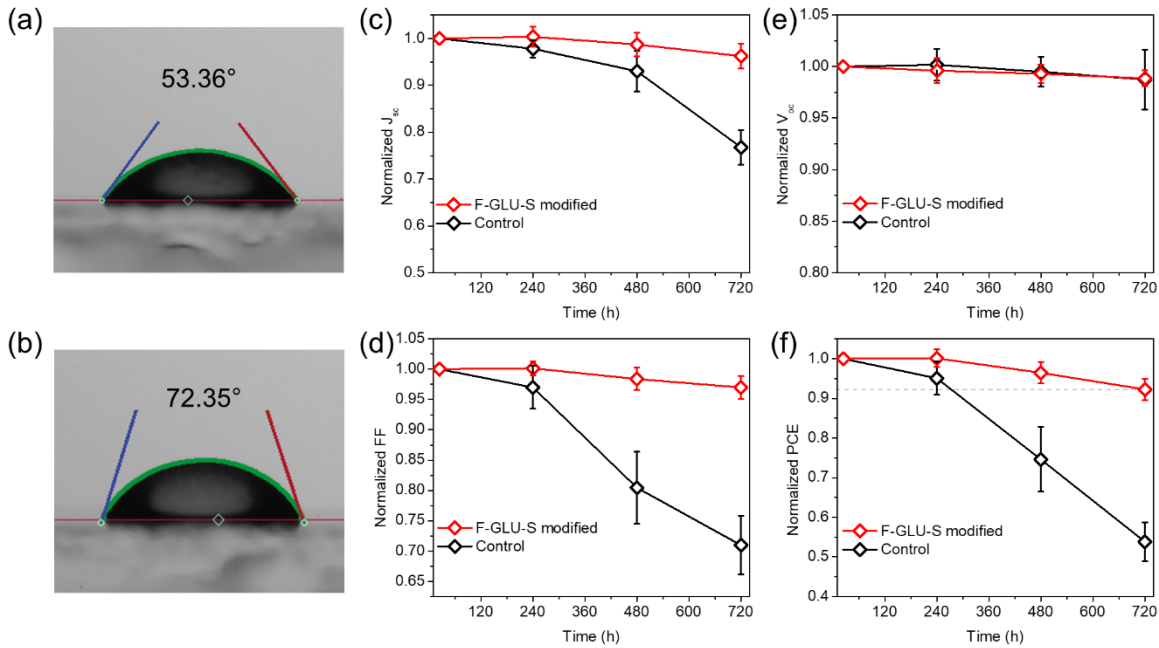 (a)
53.36°
(b)
72.35°
(c)
Normalized J_sc
1.0
0.9
0.8
0.7
0.6
0.5
F-GLU-S modified
Control
120 240 360 480 600 720
Time (h)
(d)
Normalized FF
1.05
1.00
0.95
0.90
0.85
0.80
0.75
0.70
0.65
F-GLU-S modified
Control
120 240 360 480 600 720
Time (h)
(e)
Normalized V_oc
1.05
1.00
0.95
0.90
0.85
0.80
F-GLU-S modified
Control
120 240 360 480 600 720
Time (h)
(f)
Normalized PCE
1.0
0.9
0.8
0.7
0.6
0.5
0.4
F-GLU-S modified
Control
120 240 360 480 600 720
Time (h)